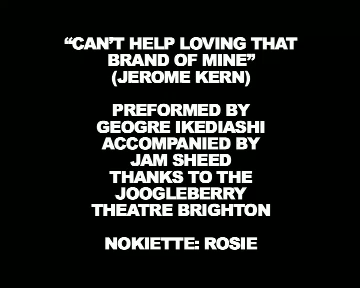 “CAN’T HELP LOVING THAT
BRAND OF MINE”
(JEROME KERN)
PREFORMED BY
GEOGRE IKEDIASHI
ACCOMPANIED BY
JAM SHEED
THANKS TO THE
JOOGLEBERRY
THEATRE BRIGHTON
NOKIETTE: ROSIE